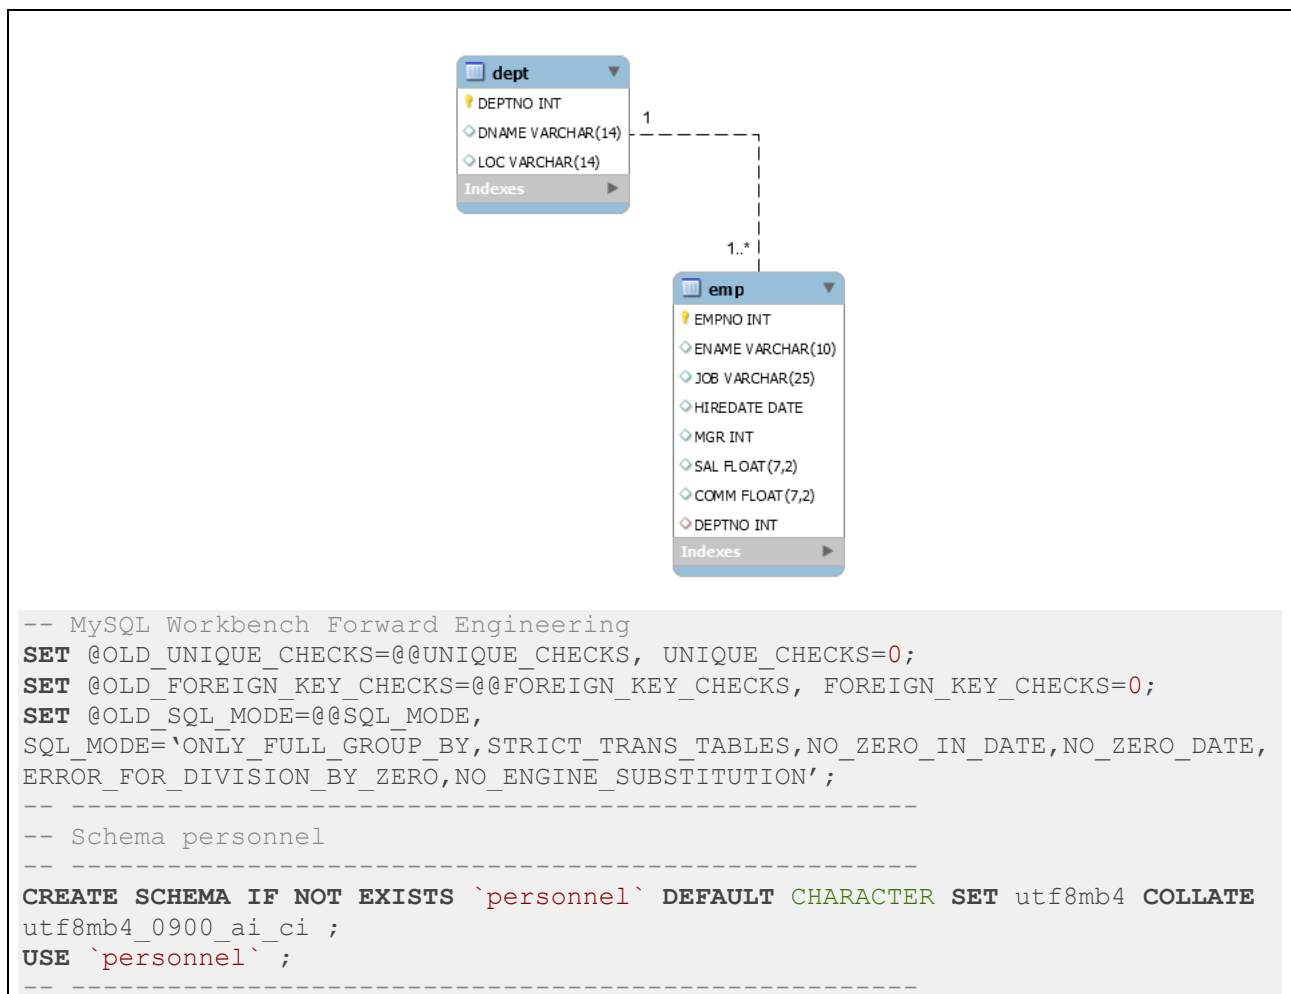 dept
DEPTNO INT
DNAME VARCHAR(14)
LOC VARCHAR(14)
Indexes
1
1..*
emp
EMPNO INT
ENAME VARCHAR(10)
JOB VARCHAR(25)
HIREDATE DATE
MGR INT
SAL FLOAT(7,2)
COMM FLOAT(7,2)
DEPTNO INT
Indexes
-- MySQL Workbench Forward Engineering
SET @OLD_UNIQUE_CHECKS=@@UNIQUE_CHECKS, UNIQUE_CHECKS=0;
SET @OLD_FOREIGN_KEY_CHECKS=@@FOREIGN_KEY_CHECKS, FOREIGN_KEY_CHECKS=0;
SET @OLD_SQL_MODE=@@SQL_MODE,
SQL_MODE=‘ONLY_FULL_GROUP_BY,STRICT_TRANS_TABLES,NO_ZERO_IN_DATE,NO_ZERO_DATE,
ERROR_FOR_DIVISION_BY_ZERO,NO_ENGINE_SUBSTITUTION’;
-- -----------------------------------------------------
-- Schema personnel
-- -----------------------------------------------------
CREATE SCHEMA IF NOT EXISTS `personnel` DEFAULT CHARACTER SET utf8mb4 COLLATE
utf8mb4_0900_ai_ci ;
USE `personnel` ;
-- -----------------------------------------------------